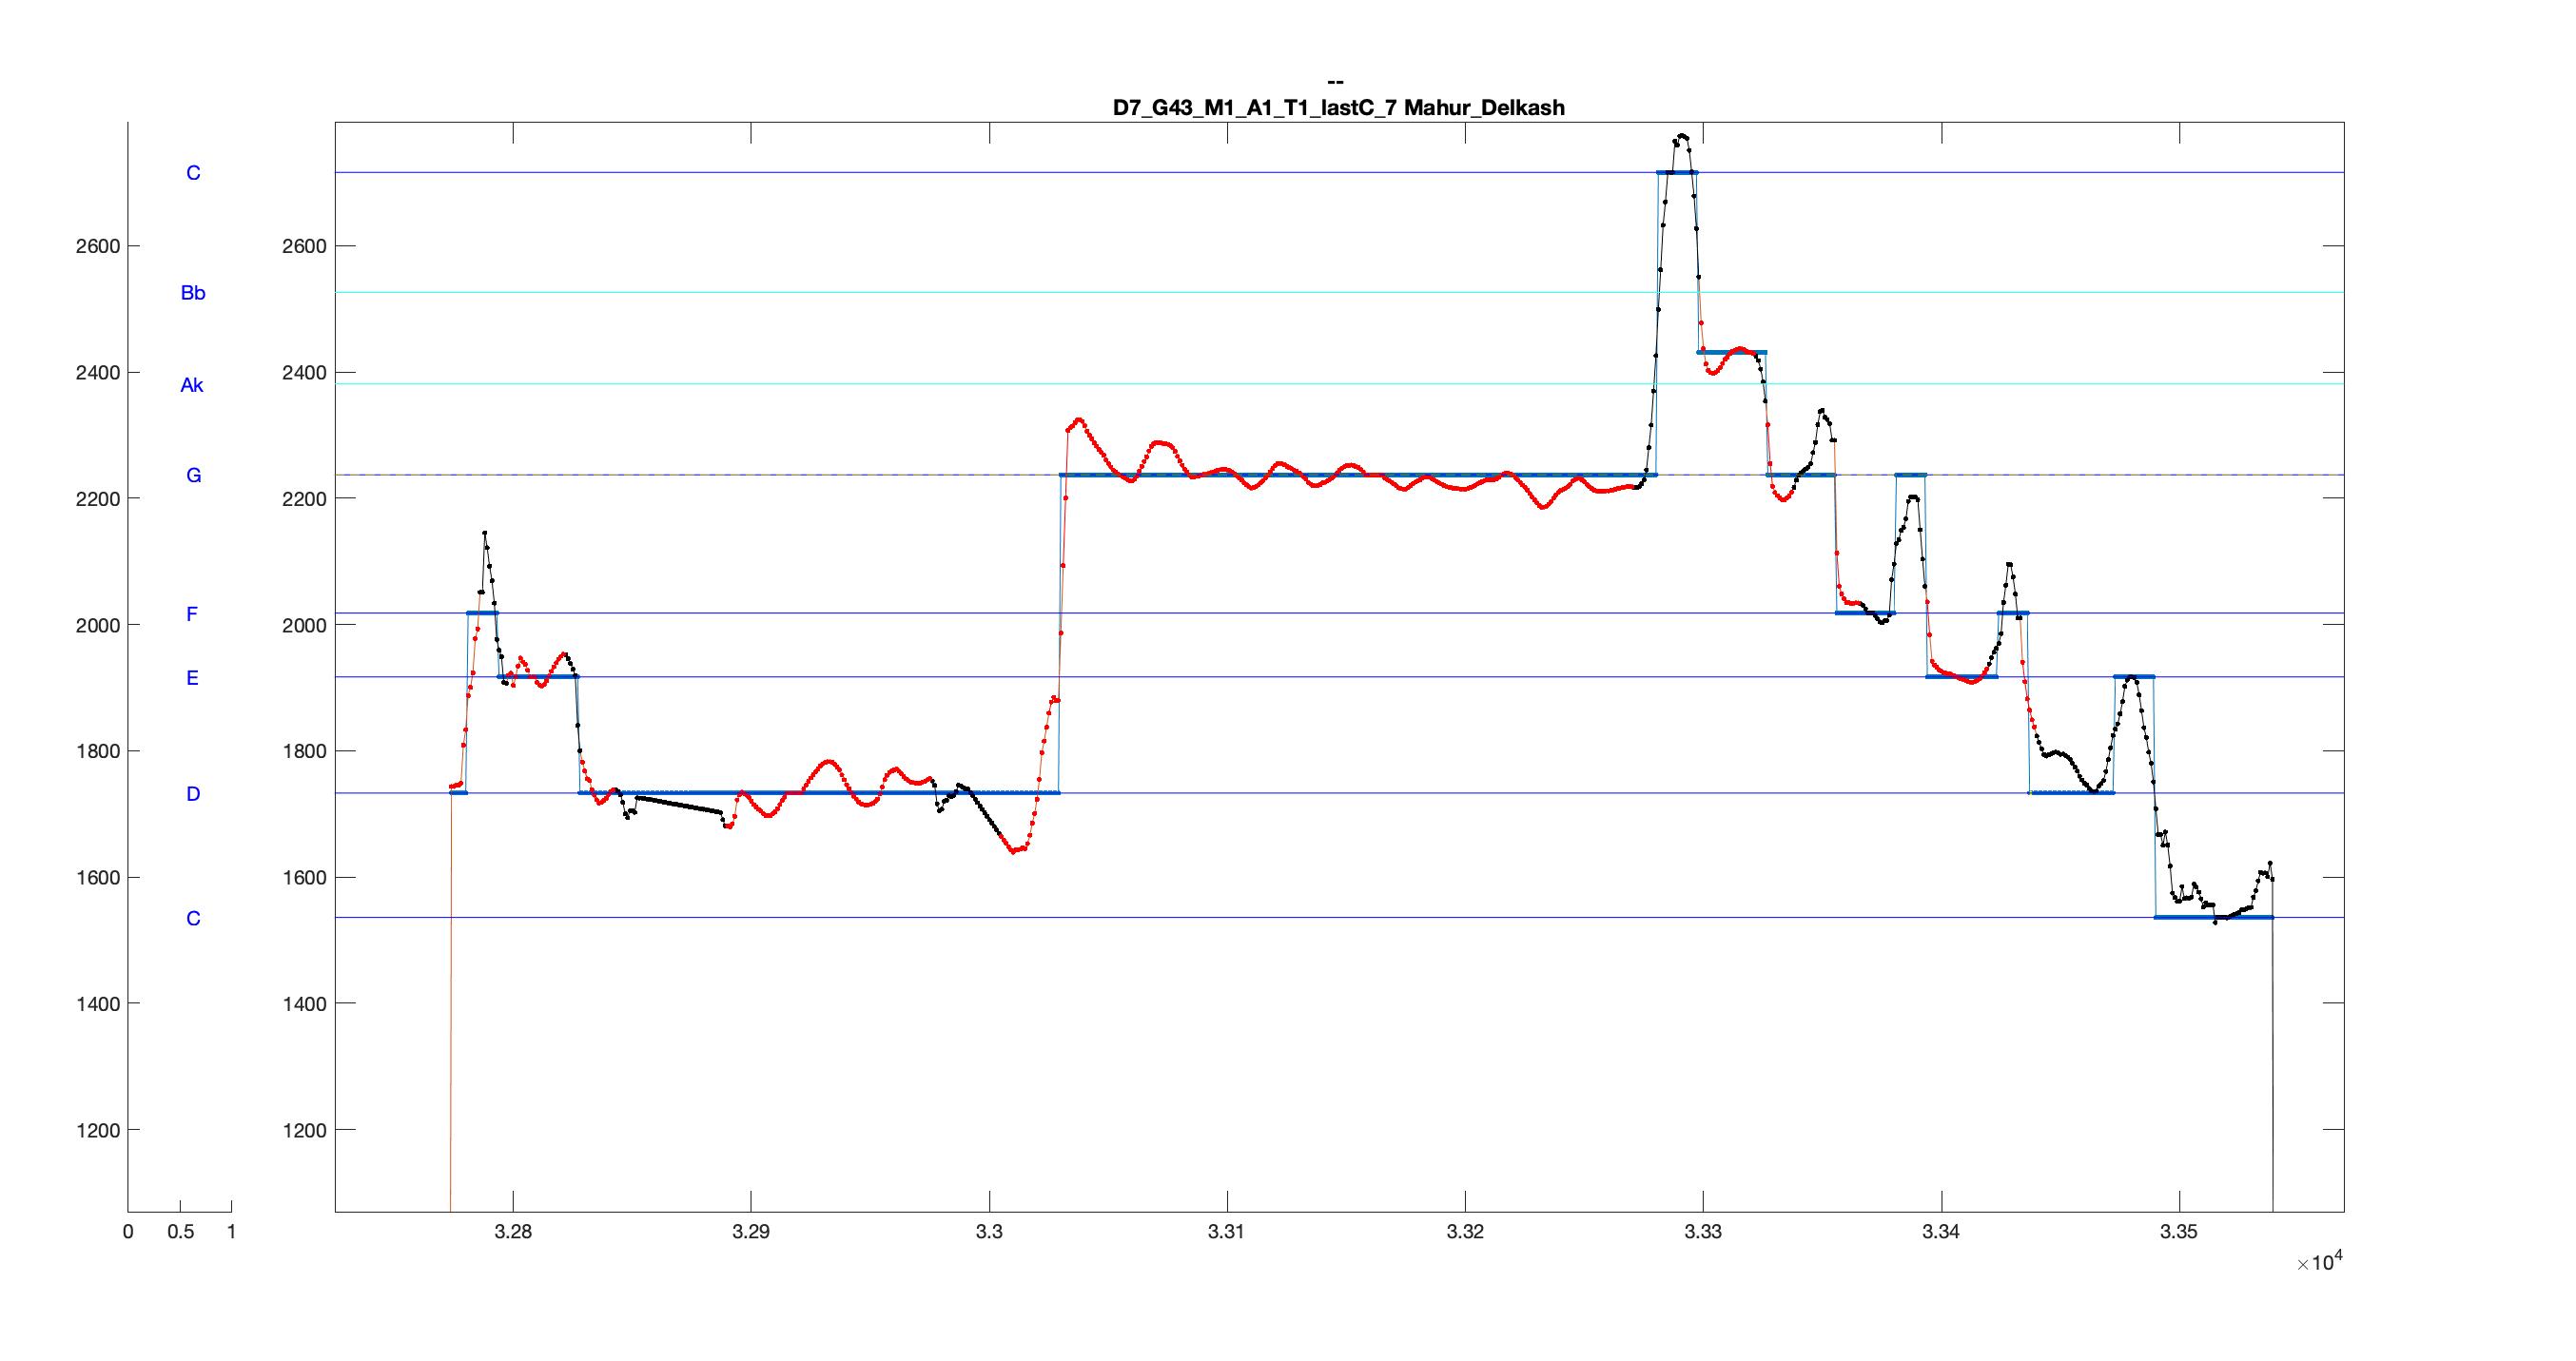 --
D7_G43_M1_A1_T1_lastC_7 Mahur_Delkash
C
2600 2600
Bb
2400 Ak 2400
G
2200 2200
F
2000 2000
E
1800 1800
D
1600 1600
C
1400 1400
1200 1200
0 0.5 1 3.28 3.29 3.3 3.31 3.32 3.33 3.34 3.35
×10^4